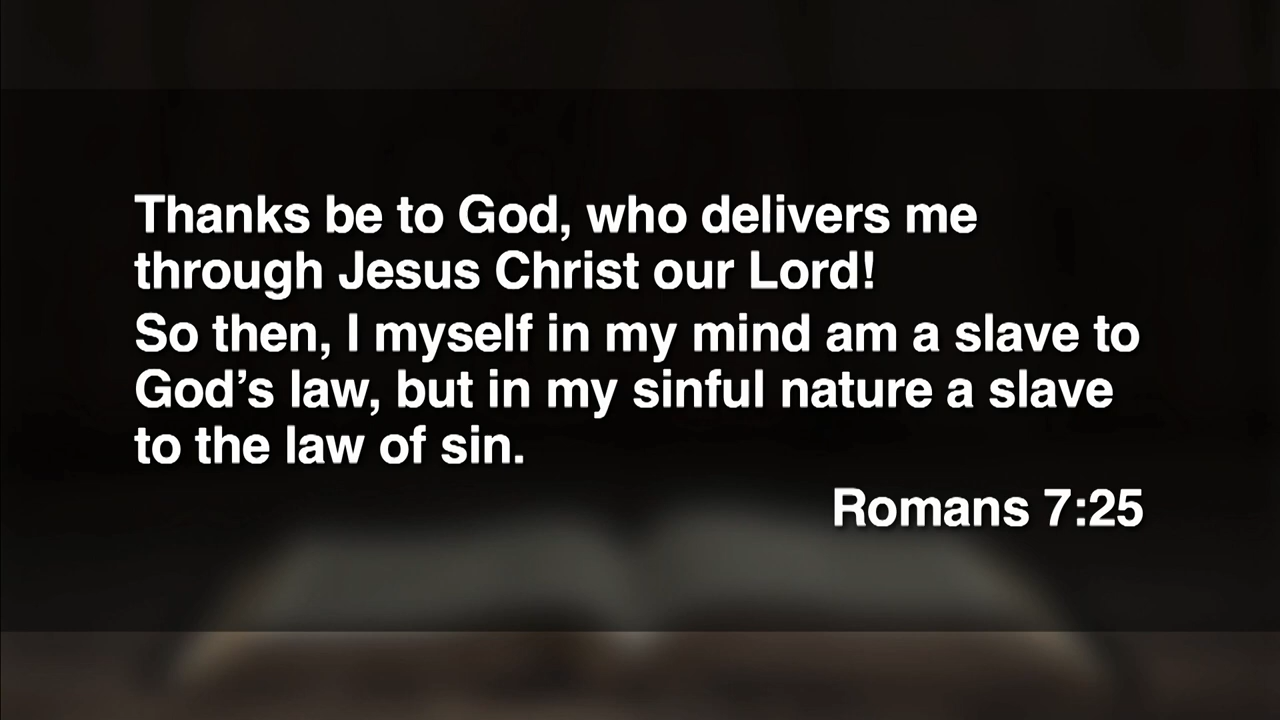 Thanks be to God, who delivers me
through Jesus Christ our Lord!
So then, I myself in my mind am a slave to
God’s law, but in my sinful nature a slave
to the law of sin.
Romans 7:25